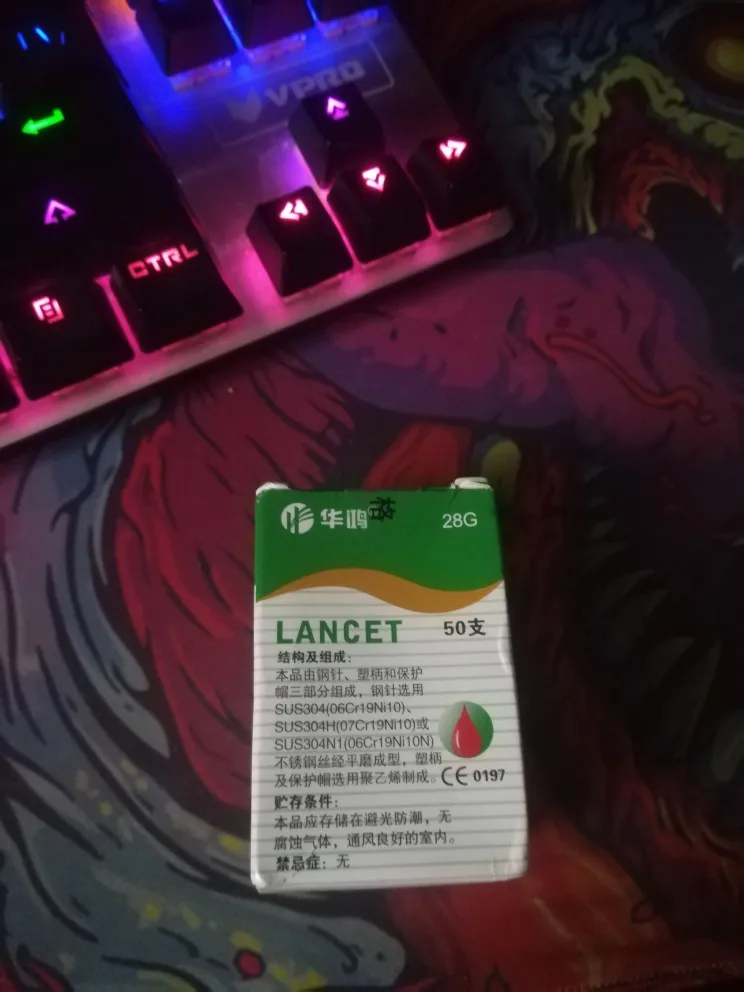 VPRO
CTRL
华鸿
格
28G
LANCET
50支
结构及组成：
本品由钢针、塑柄和保护
帽三部分组成，钢针选用
SUS304(06Cr19Ni10)、
SUS304H(07Cr19Ni10)或
SUS304N1(06Cr19Ni10N)
不锈钢丝经平磨成型，塑柄
及保护帽选用聚乙烯制成。
CE 0197
贮存条件：
本品应存储在避光防潮，无
腐蚀气体，通风良好的室内。
禁忌症：无